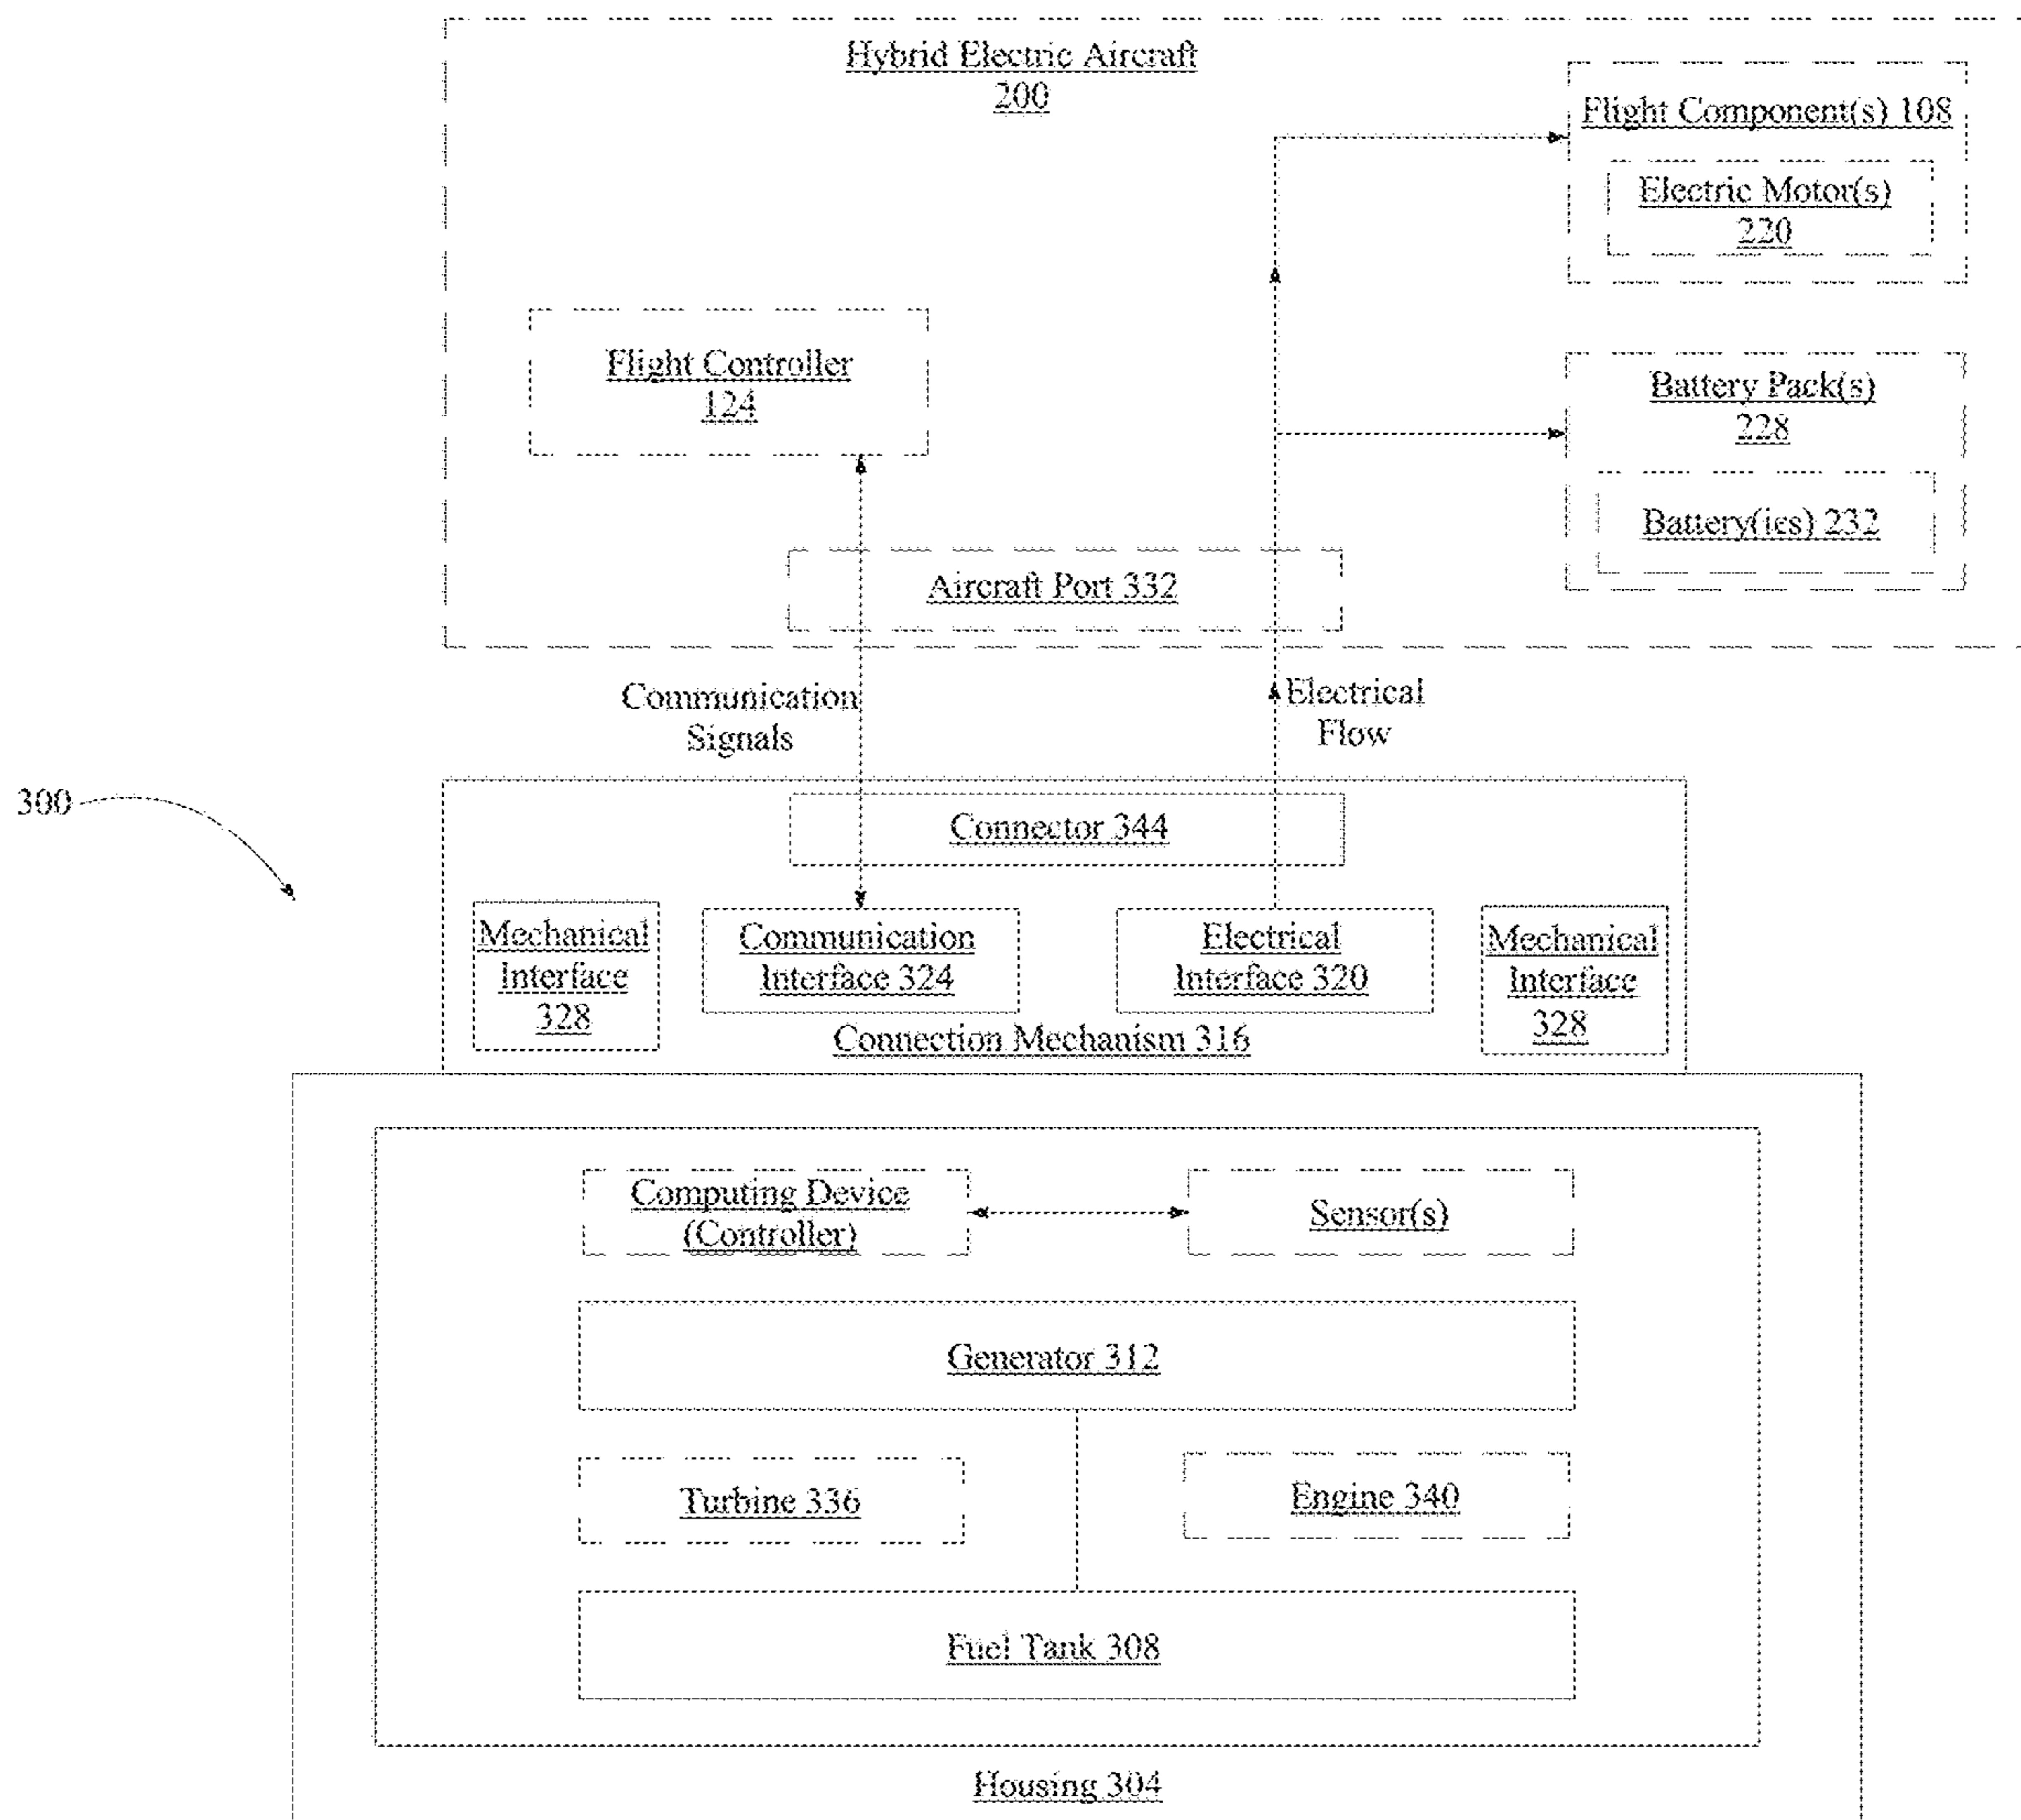 Hybrid Electric Aircraft
200
Flight Component(s) 108
Electric Motor(s)
220
Flight Controller
124
Battery Pack(s)
228
Battery(ies) 232
Aircraft Port 332
Communication
Signals
Electrical
Flow
300
Connector 344
Mechanical
Interface
328
Communication
Interface 324
Electrical
Interface 320
Mechanical
Interface
328
Connection Mechanism 316
Computing Device
(Controller)
Sensor(s)
Generator 312
Turbine 336
Engine 340
Fuel Tank 308
Housing 304